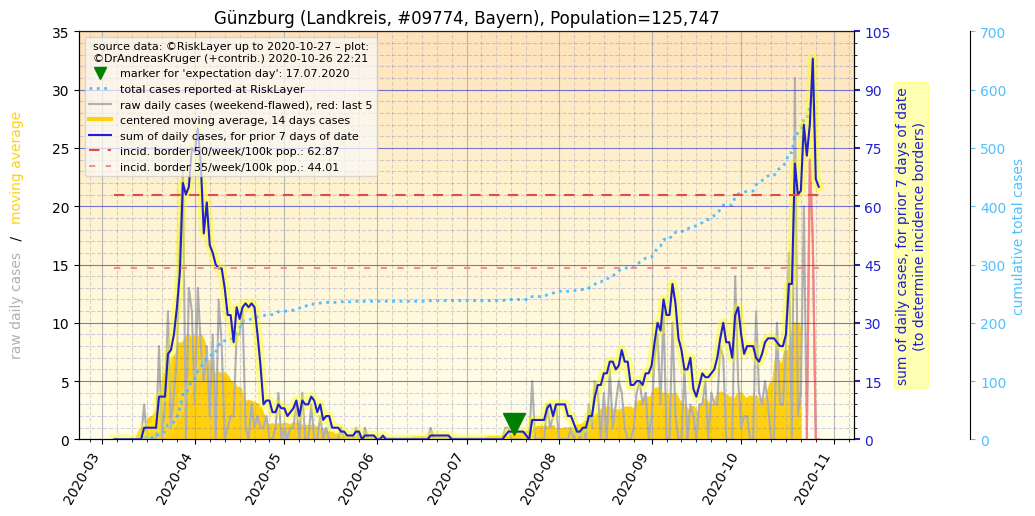 Günzburg (Landkreis, #09774, Bayern), Population=125,747
source data: ©RiskLayer up to 2020-10-27 – plot:
©DrAndreasKruger (+contrib.) 2020-10-26 22:21
marker for 'expectation day': 17.07.2020
total cases reported at RiskLayer
raw daily cases (weekend-flawed), red: last 5
centered moving average, 14 days cases
sum of daily cases, for prior 7 days of date
incid. border 50/week/100k pop.: 62.87
incid. border 35/week/100k pop.: 44.01
raw daily cases / moving average
35
30
25
20
15
10
5
0
105
90
75
60
45
30
15
0
sum of daily cases, for prior 7 days of date
(to determine incidence borders)
700
600
500
400
300
200
100
0
cumulative total cases
2020-03
2020-04
2020-05
2020-06
2020-07
2020-08
2020-09
2020-10
2020-11